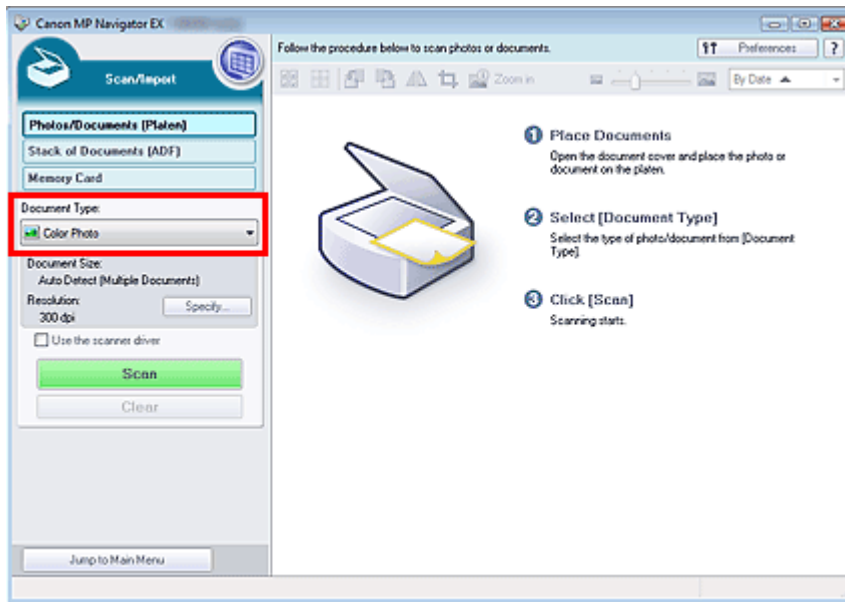 Canon MP Navigator EX
Scan/Import
Photos/Documents (Platen)
Stack of Documents (ADF)
Memory Card
Document Type:
Color Photo
Document Size:
Auto Detect (Multiple Documents)
Resolution:
300 dpi
Specify...
Use the scanner driver
Scan
Clear
Jump to Main Menu
Follow the procedure below to scan photos or documents.
Preferences
?
Zoom in
By Date
1 Place Documents
Open the document cover and place the photo or
document on the platen.
2 Select [Document Type]
Select the type of photo/document from [Document
Type].
3 Click [Scan]
Scanning starts.